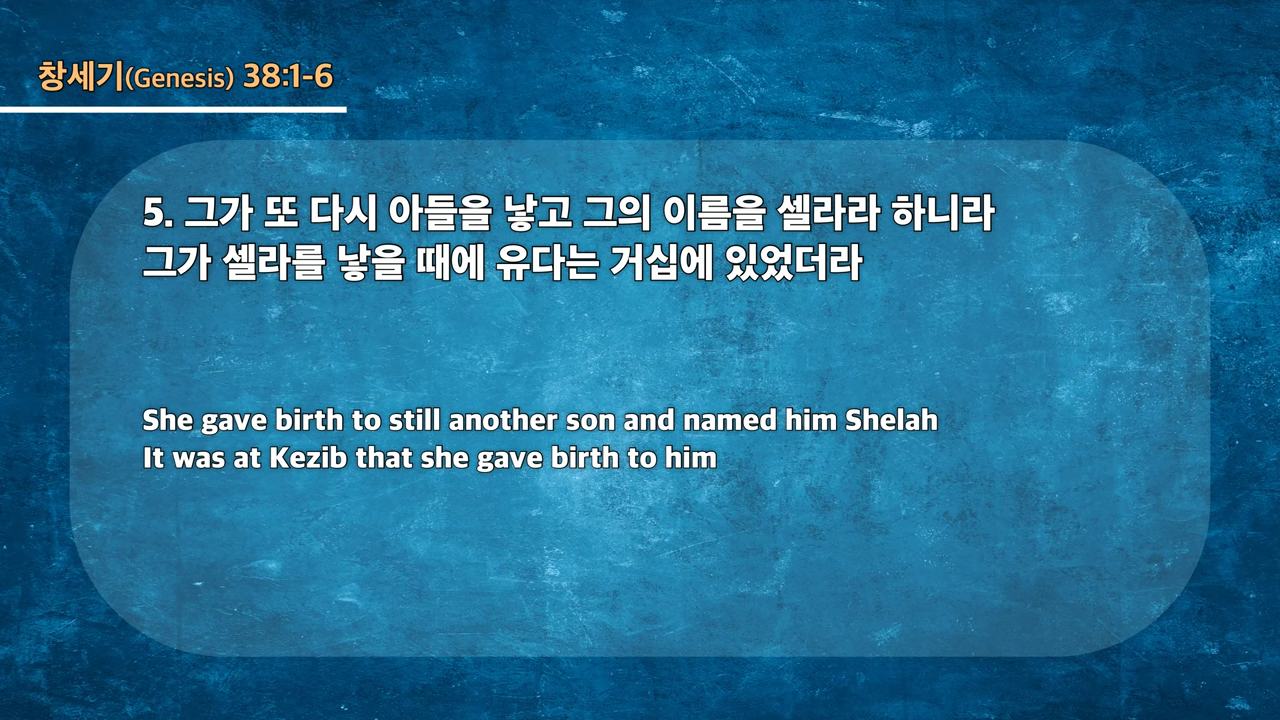 창세기(Genesis) 38:1-6
5. 그가 또 다시 아들을 낳고 그의 이름을 셀라라 하니라
그가 셀라를 낳을 때에 유다는 거십에 있었더라
She gave birth to still another son and named him Shelah
It was at Kezib that she gave birth to him